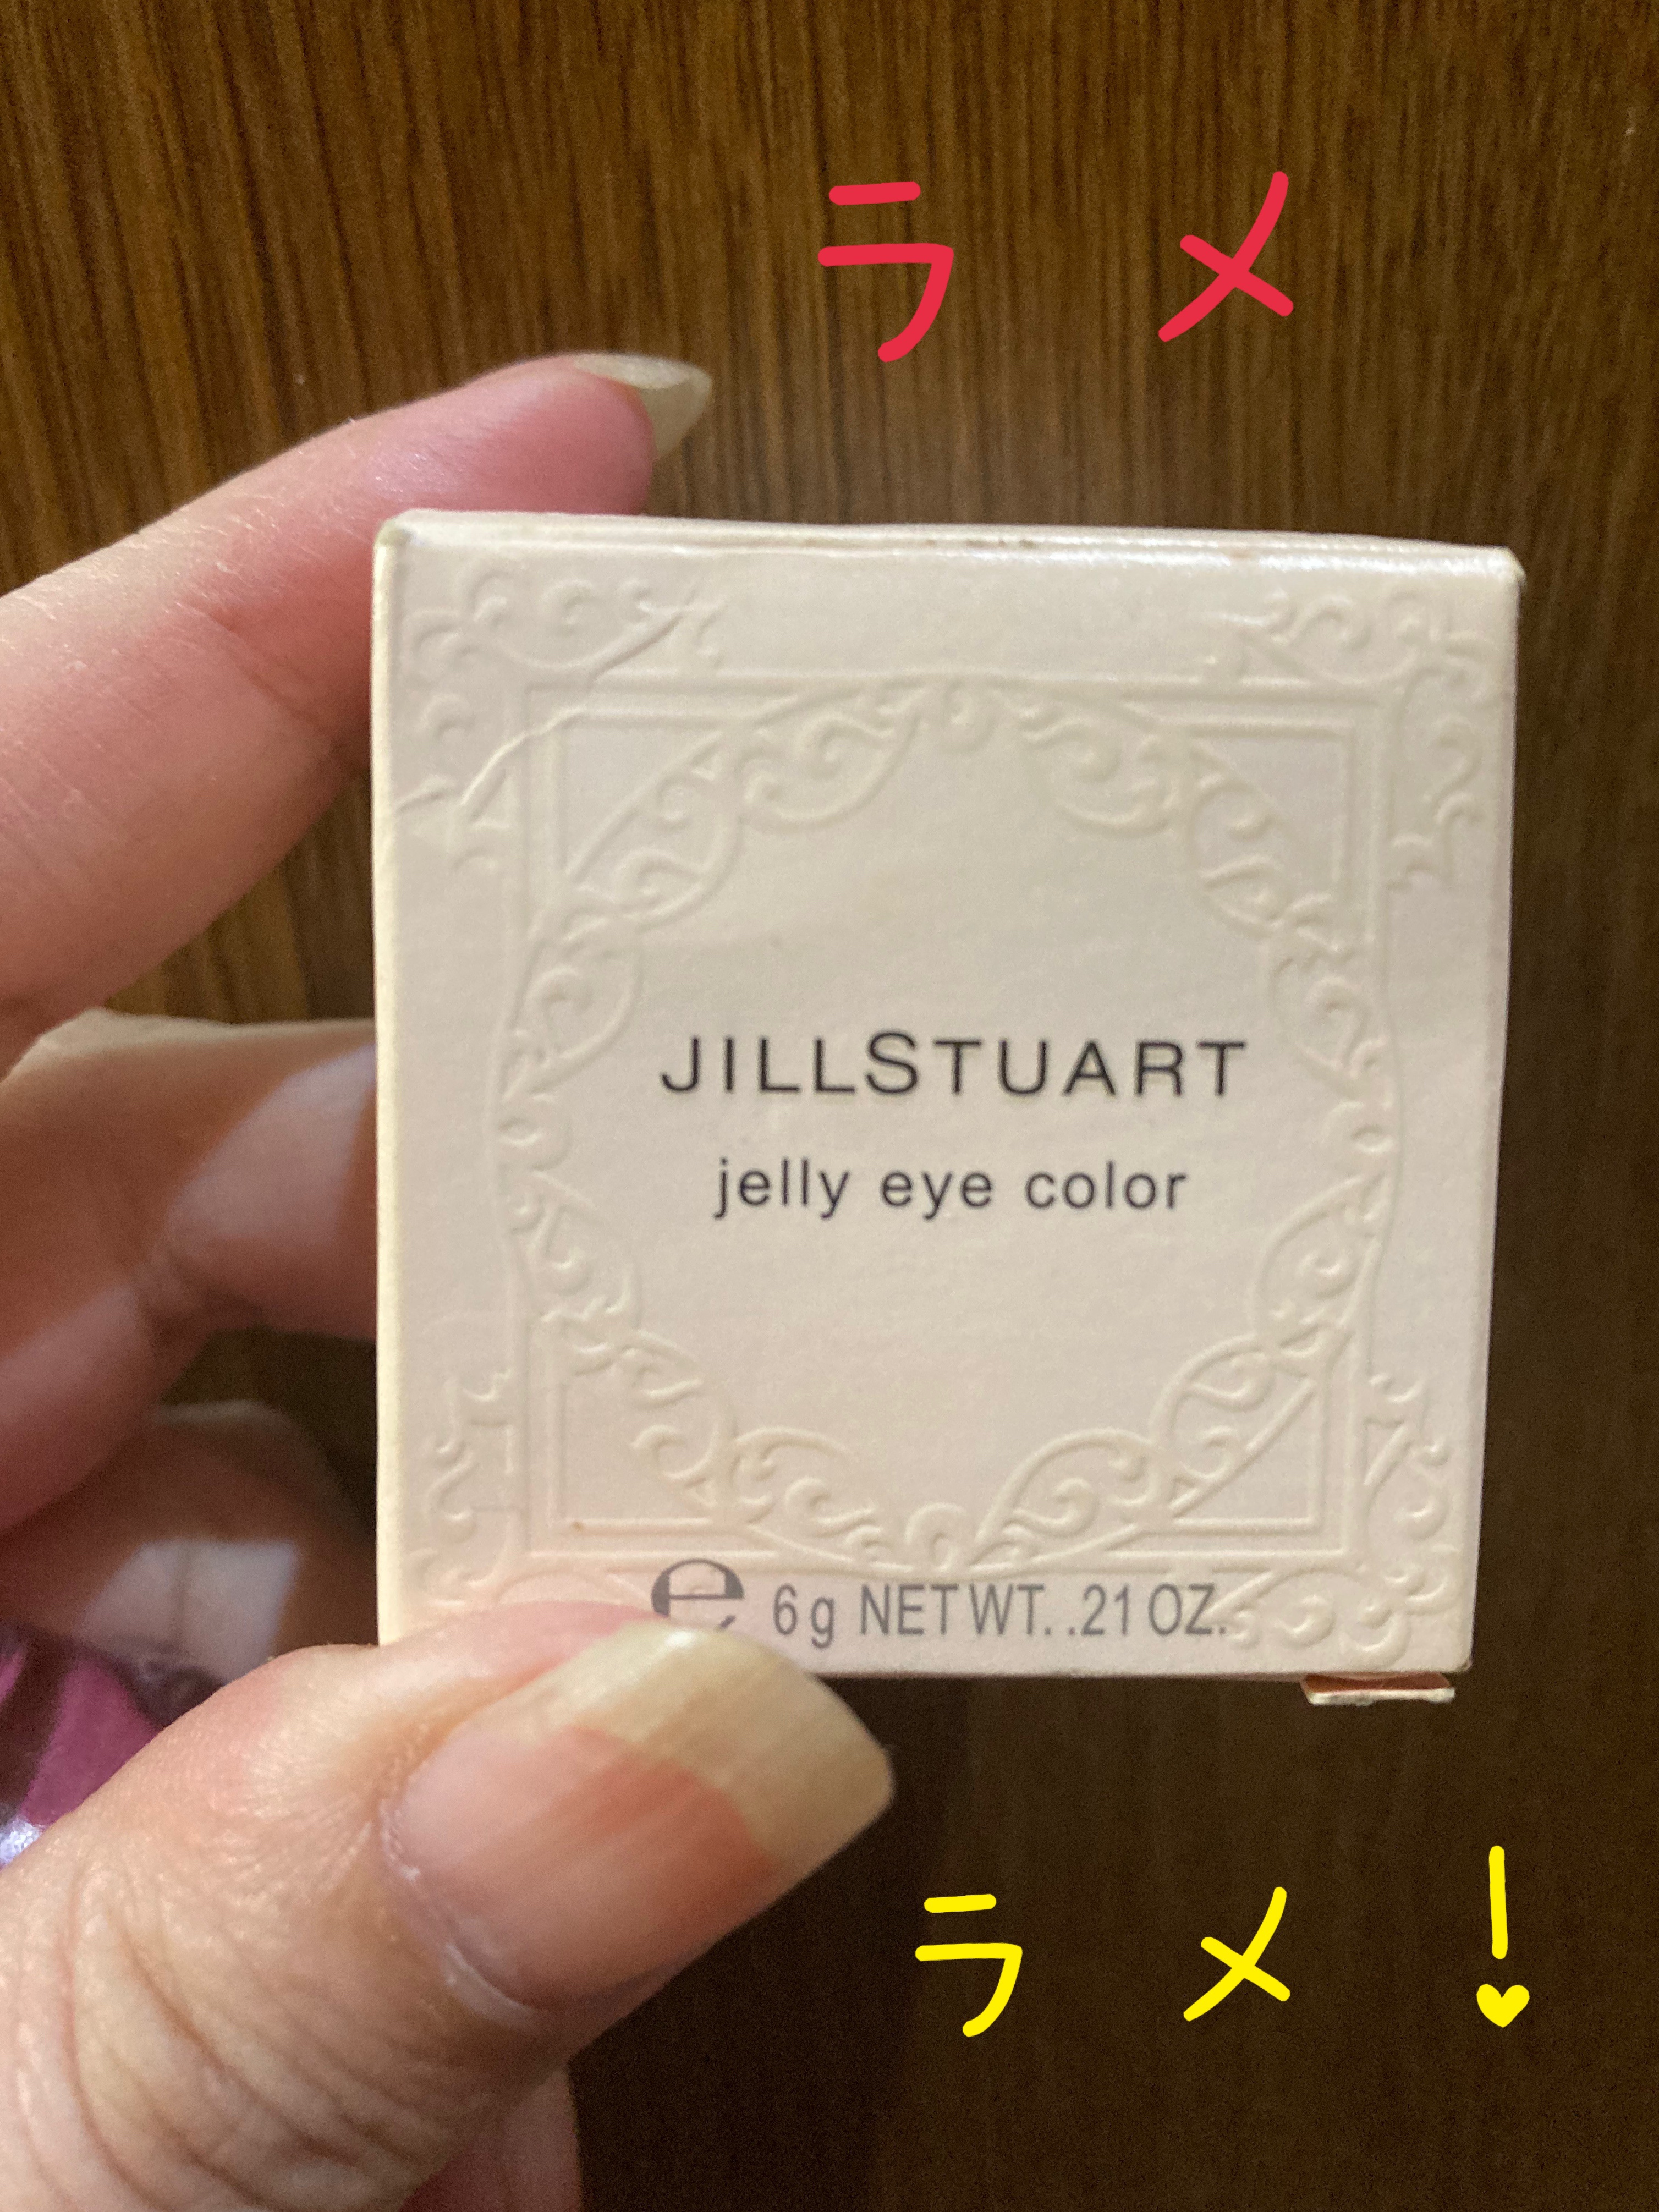 ラメ
JILLSTUART
jelly eye color
℮ 6g NET WT. .21 OZ.
ラメ!